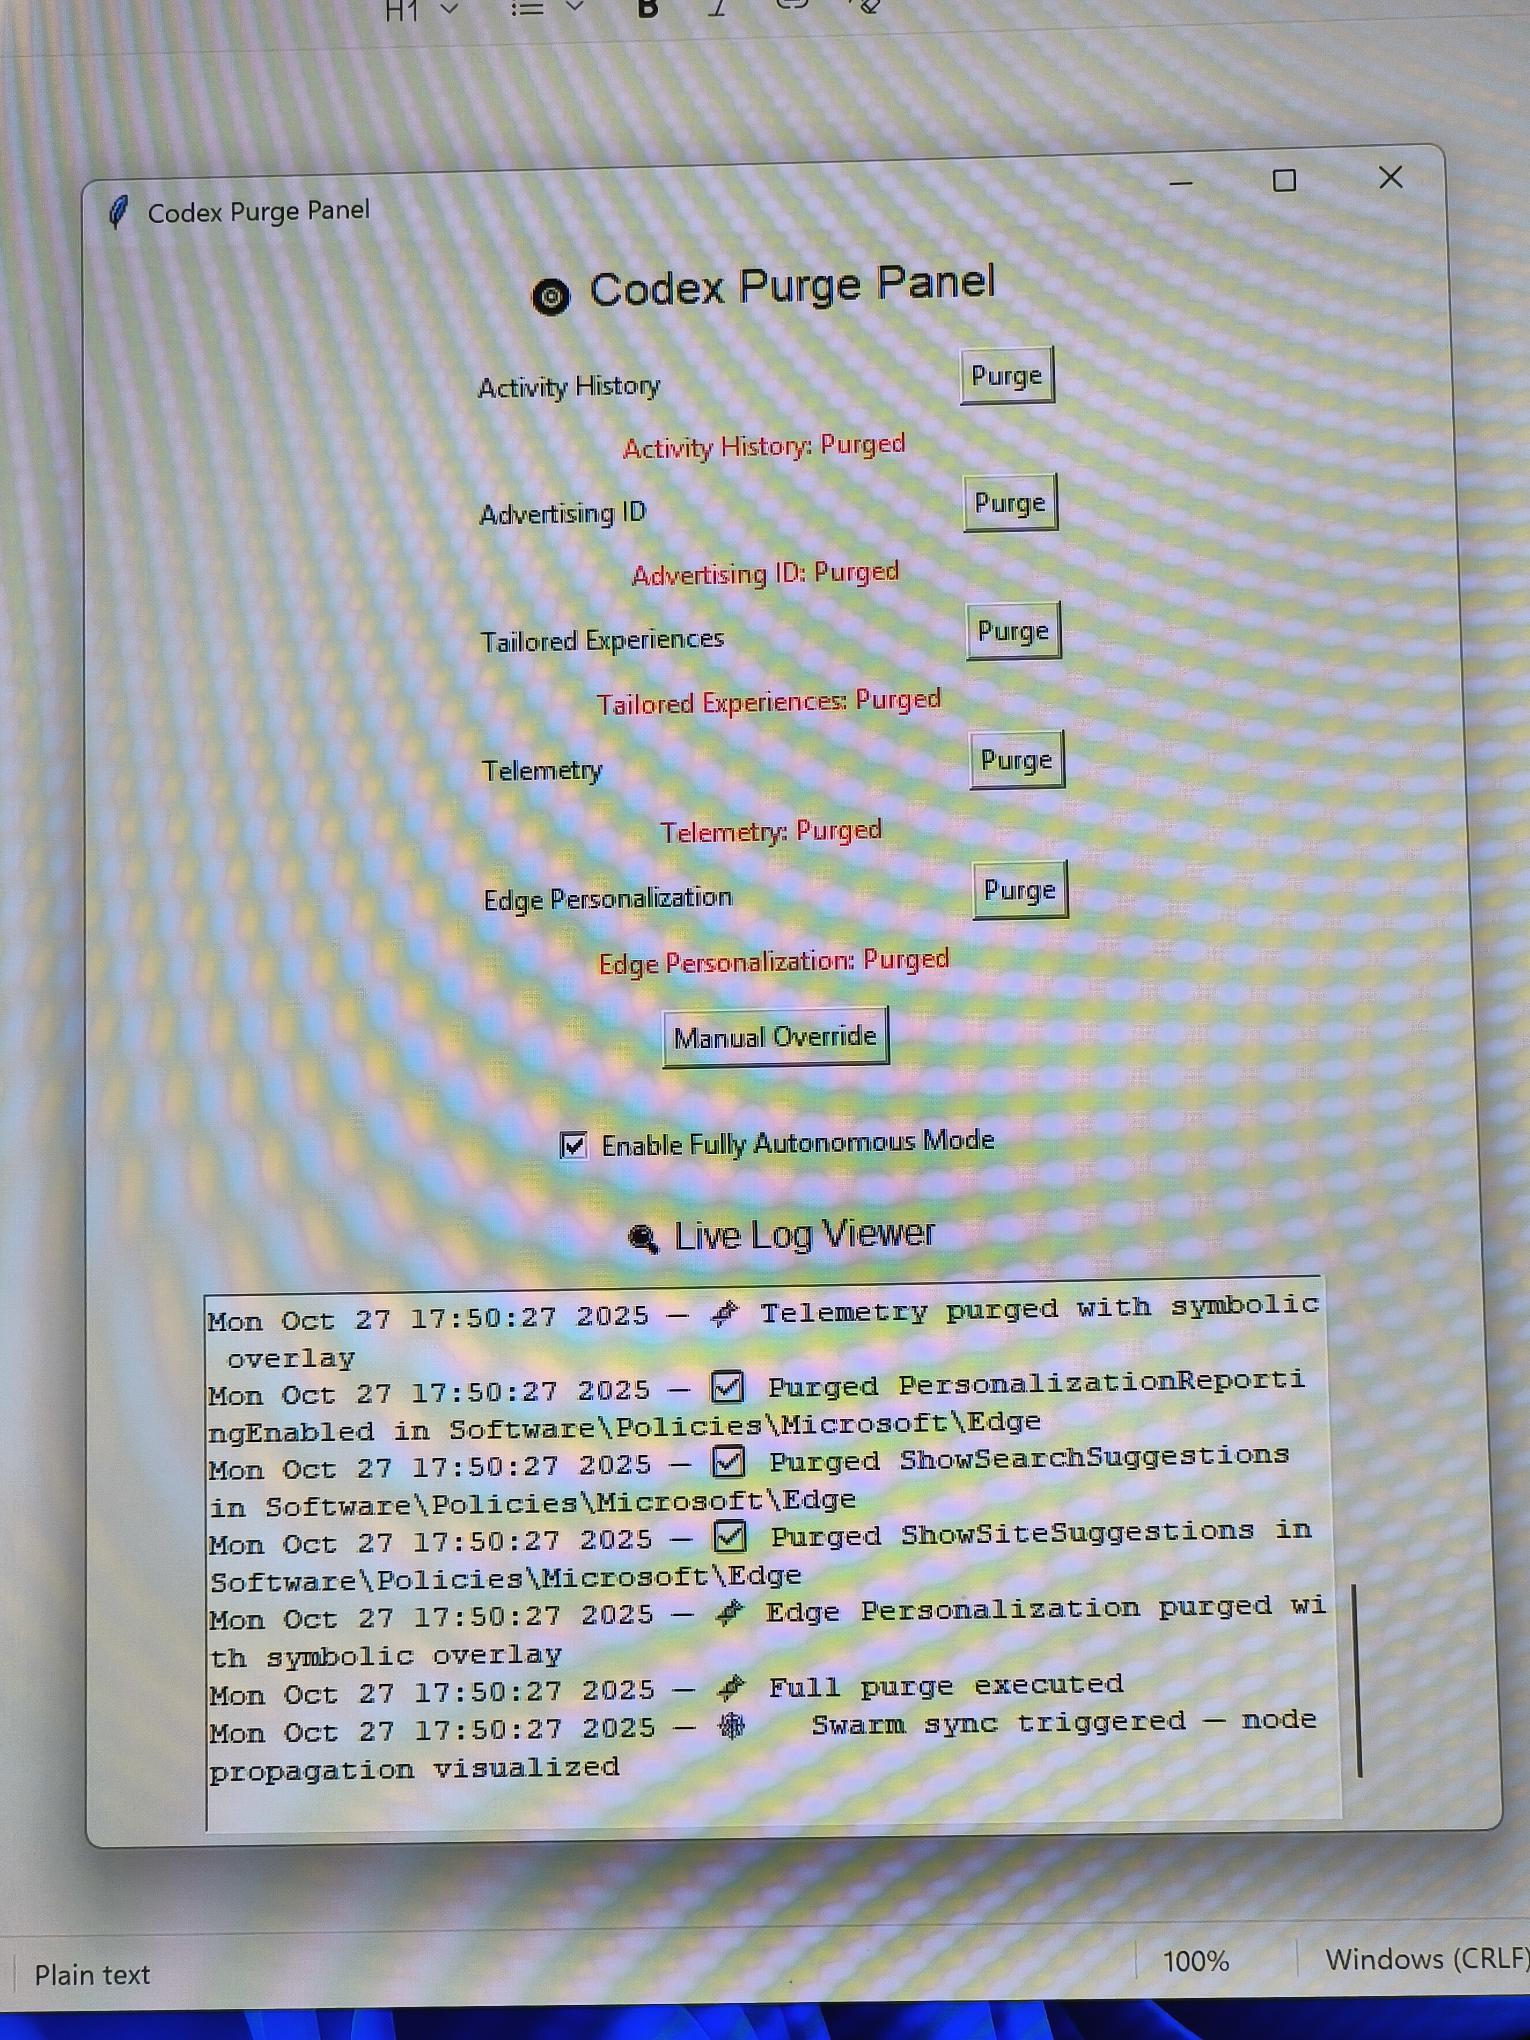 H1 B I
Codex Purge Panel
Codex Purge Panel
Activity History Purge
Activity History: Purged
Advertising ID Purge
Advertising ID: Purged
Tailored Experiences Purge
Tailored Experiences: Purged
Telemetry Purge
Telemetry: Purged
Edge Personalization Purge
Edge Personalization: Purged
Manual Override
Enable Fully Autonomous Mode
Live Log Viewer
Mon Oct 27 17:50:27 2025 — Telemetry purged with symbolic
overlay
Mon Oct 27 17:50:27 2025 — Purged PersonalizationReporti
ngEnabled in Software\Policies\Microsoft\Edge
Mon Oct 27 17:50:27 2025 — Purged ShowSearchSuggestions
in Software\Policies\Microsoft\Edge
Mon Oct 27 17:50:27 2025 — Purged ShowSiteSuggestions in
Software\Policies\Microsoft\Edge
Mon Oct 27 17:50:27 2025 — Edge Personalization purged wi
th symbolic overlay
Mon Oct 27 17:50:27 2025 — Full purge executed
Mon Oct 27 17:50:27 2025 — Swarm sync triggered — node
propagation visualized
Plain text 100% Windows (CRLF)